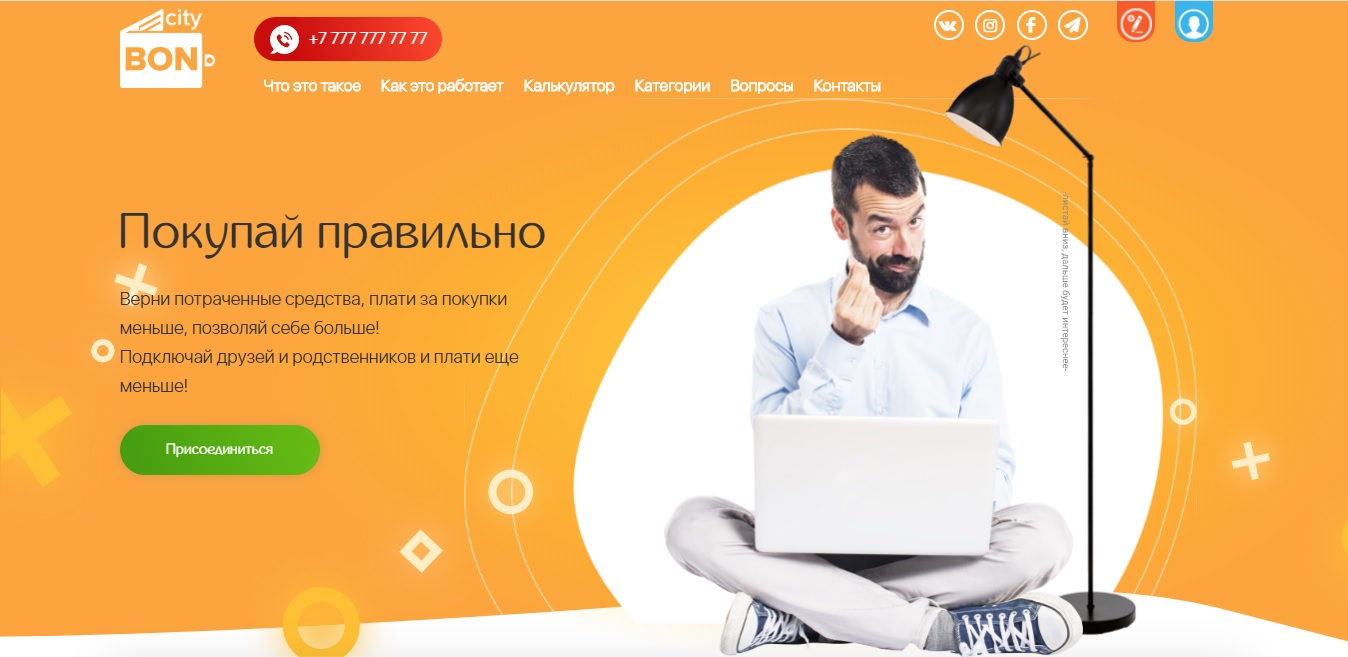 city
BON
D
+7 777 777 77 77
Что это такое Как это работает Калькулятор Категории Вопросы Контакты
Покупай правильно
Верни потраченные средства, плати за покупки
меньше, позволяй себе больше!
Подключай друзей и родственников и плати еще
меньше!
Присоединиться
-листай вниз, дальше будет интереснее-